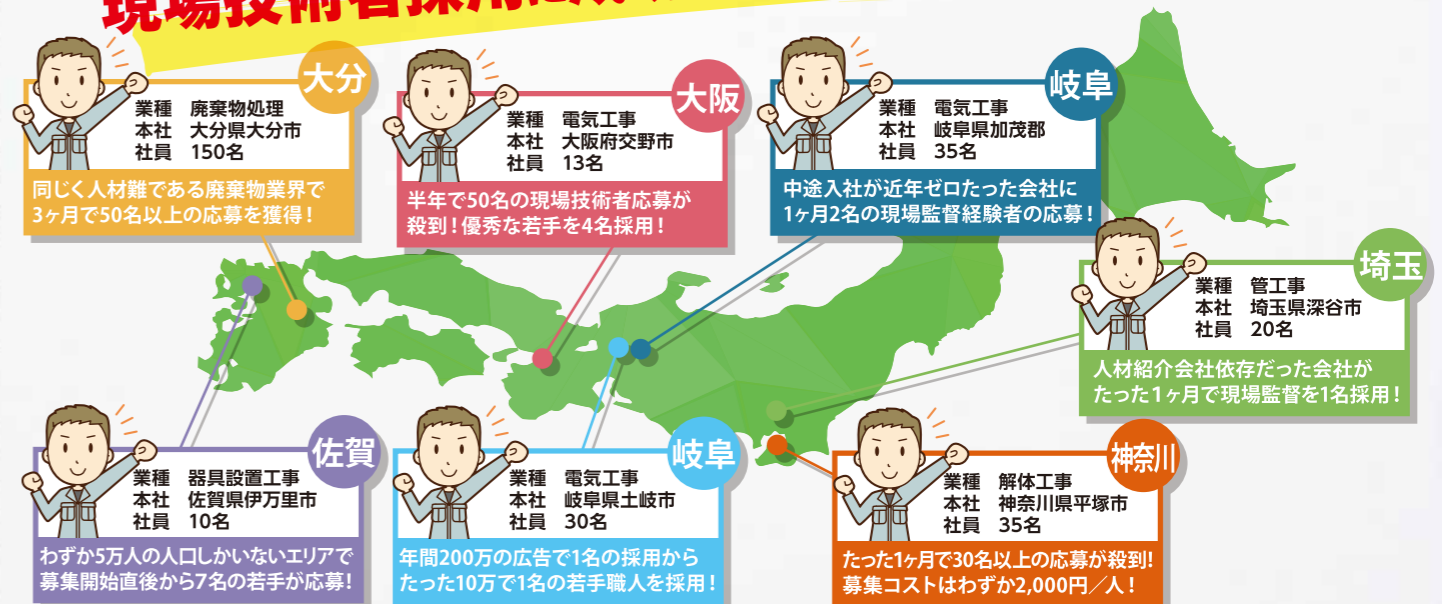 現場技術者採用に
大分
業種 廃棄物処理
本社 大分県大分市
社員 150名
同じく人材難である廃棄物業界で
3ヶ月で50名以上の応募を獲得！
大阪
業種 電気工事
本社 大阪府交野市
社員 13名
半年で50名の現場技術者応募が
殺到！優秀な若手を4名採用！
岐阜
業種 電気工事
本社 岐阜県加茂郡
社員 35名
中途入社が近年ゼロたった会社に
1ヶ月2名の現場監督経験者の応募！
埼玉
業種 管工事
本社 埼玉県深谷市
社員 20名
人材紹介会社依存だった会社が
たった1ヶ月で現場監督を1名採用！
佐賀
業種 器具設置工事
本社 佐賀県伊万里市
社員 10名
わずか5万人の人口しかいないエリアで
募集開始直後から7名の若手が応募！
岐阜
業種 電気工事
本社 岐阜県土岐市
社員 30名
年間200万の広告で1名の採用から
たった10万で1名の若手職人を採用！
神奈川
業種 解体工事
本社 神奈川県平塚市
社員 35名
たった1ヶ月で30名以上の応募が殺到！
募集コストはわずか2,000円／人！